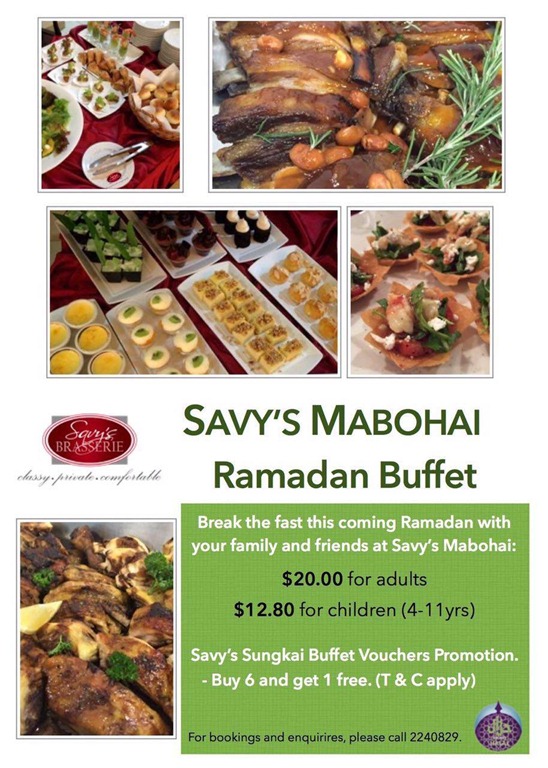 Savy's
BRASSERIE
classy.private.comfortable
SAVY'S MABOHAI
Ramadan Buffet
Break the fast this coming Ramadan with
your family and friends at Savy's Mabohai:
$20.00 for adults
$12.80 for children (4-11yrs)
Savy's Sungkai Buffet Vouchers Promotion.
- Buy 6 and get 1 free. (T & C apply)
For bookings and enquirires, please call 2240829.